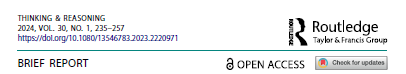 THINKING & REASONING
2024, VOL. 30, NO. 1, 235–257
https://doi.org/10.1080/13546783.2023.2220971
Routledge
Taylor & Francis Group
BRIEF REPORT
OPEN ACCESS
Check for updates